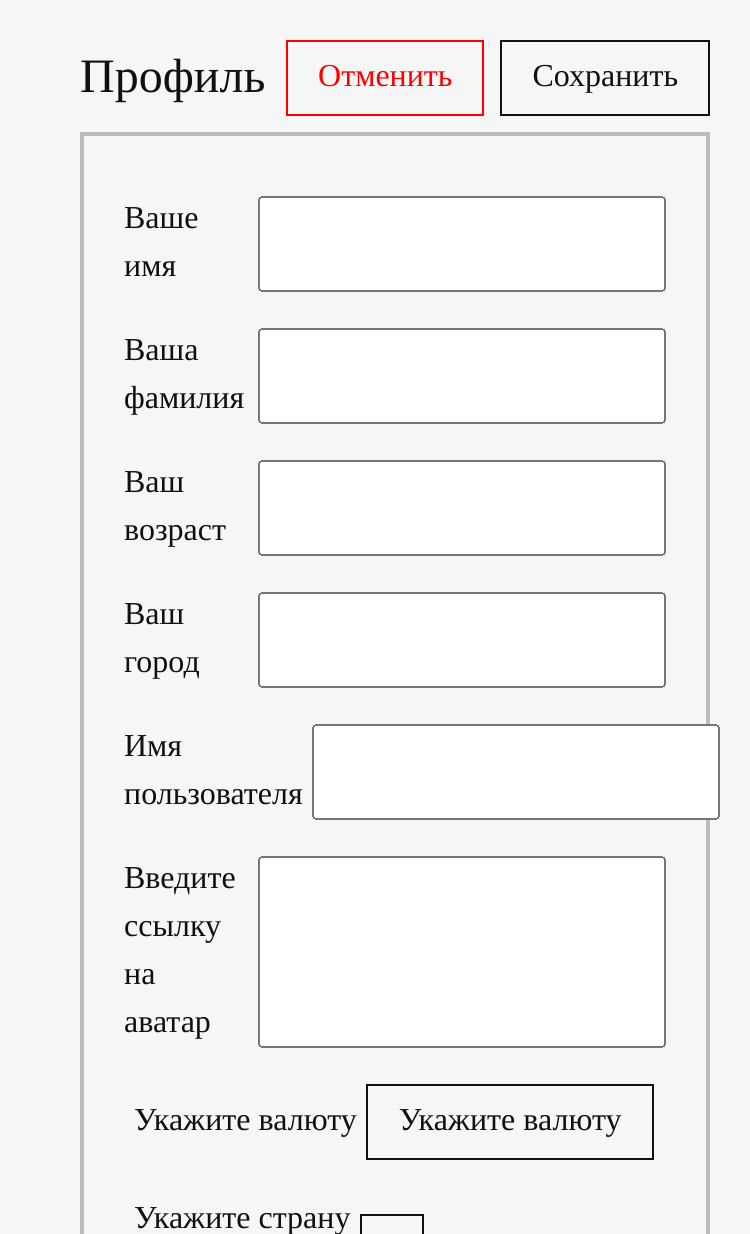 Профиль Отменить Сохранить
Ваше
имя
Ваша
фамилия
Ваш
возраст
Ваш
город
Имя
пользователя
Введите
ссылку
на
аватар
Укажите валюту Укажите валюту
Укажите страну